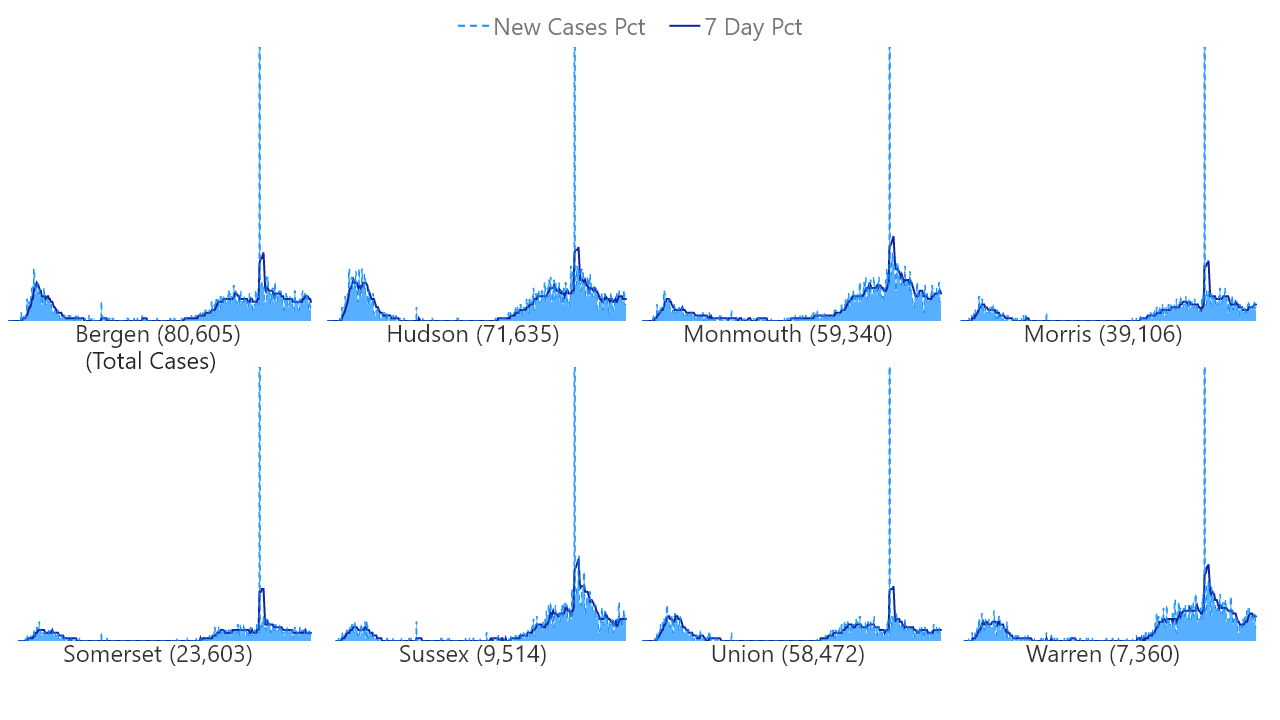 New Cases Pct 7 Day Pct
Bergen (80,605) Hudson (71,635) Monmouth (59,340) Morris (39,106)
(Total Cases)
Somerset (23,603) Sussex (9,514) Union (58,472) Warren (7,360)